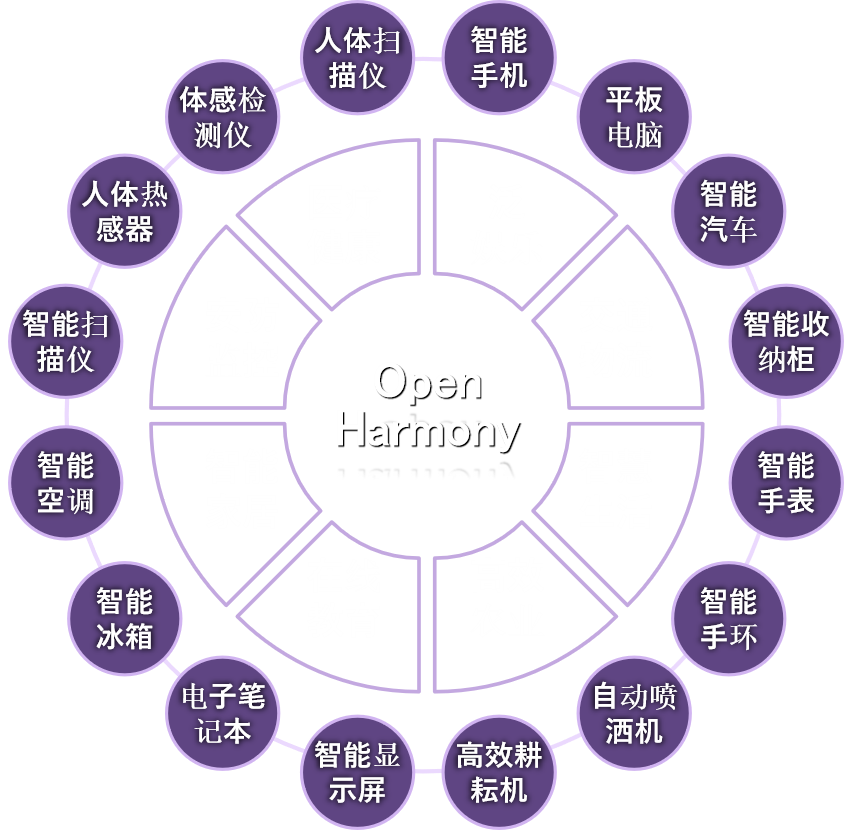 人体扫
描仪
智能
手机
平板
电脑
智能
汽车
智能收
纳柜
智能
手表
智能
手环
自动喷
洒机
高效耕
耘机
智能显
示屏
电子笔
记本
智能
冰箱
智能
空调
智能扫
描仪
人体热
感器
体感检
测仪
Open
Harmony